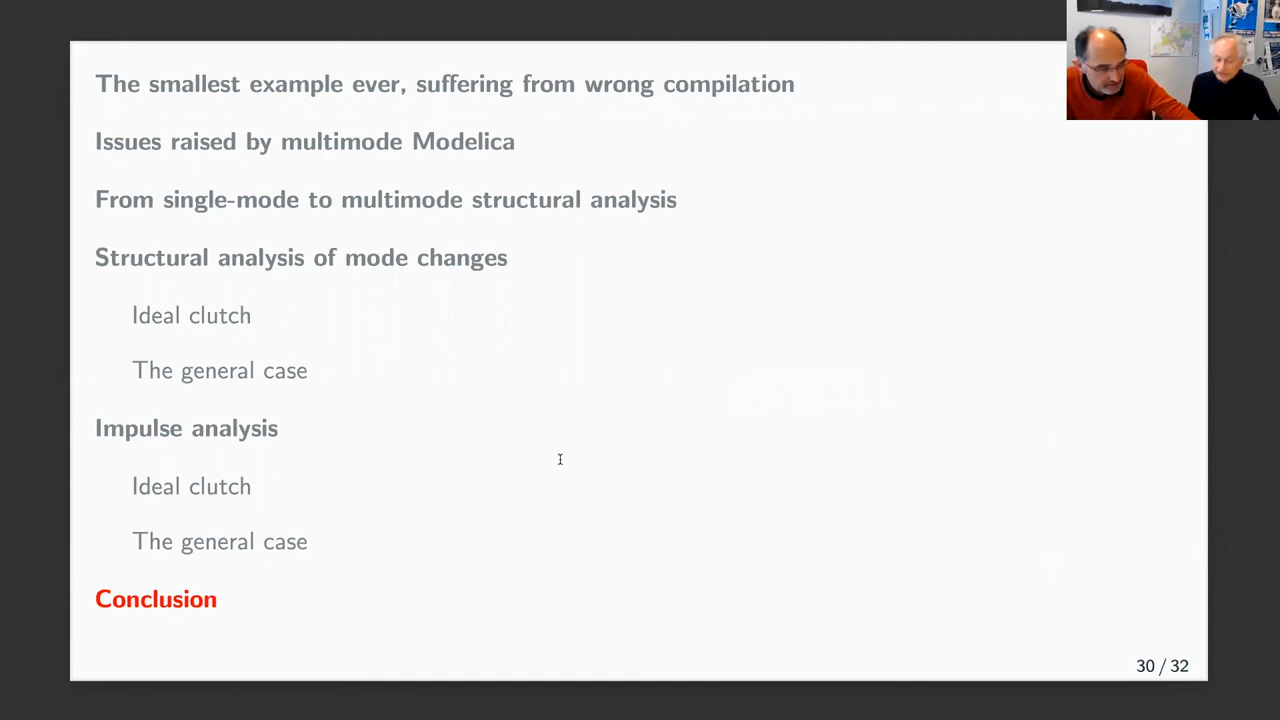 The smallest example ever, suffering from wrong compilation
Issues raised by multimode Modelica
From single-mode to multimode structural analysis
Structural analysis of mode changes
Ideal clutch
The general case
Impulse analysis
Ideal clutch
The general case
Conclusion
30 / 32